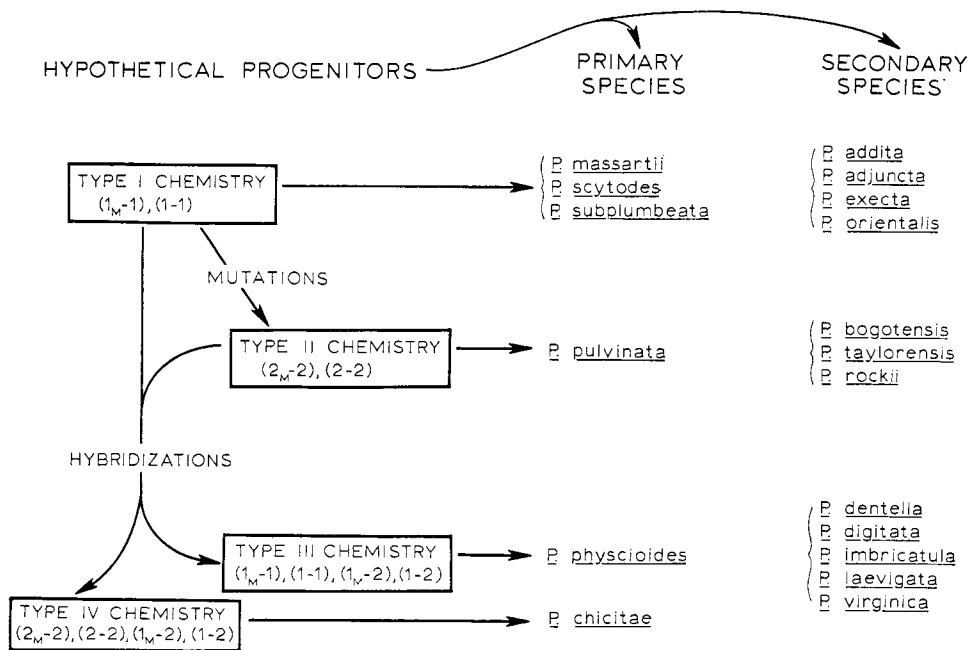 HYPOTHETICAL PROGENITORS
PRIMARY
SPECIES
SECONDARY
SPECIES
TYPE I CHEMISTRY
(1M-1), (1-1)
P. massartii
P. scytodes
P. subplumbeata
P. addita
P. adjuncta
P. execta
P. orientalis
MUTATIONS
TYPE II CHEMISTRY
(2M-2), (2-2)
P. pulvinata
P. bogotensis
P. taylorensis
P. rockii
HYBRIDIZATIONS
TYPE III CHEMISTRY
(1M-1), (1-1), (1M-2), (1-2)
P. physcioides
P. dentella
P. digitata
P. imbricatula
P. laevigata
P. virginica
TYPE IV CHEMISTRY
(2M-2), (2-2), (1M-2), (1-2)
P. chicitae